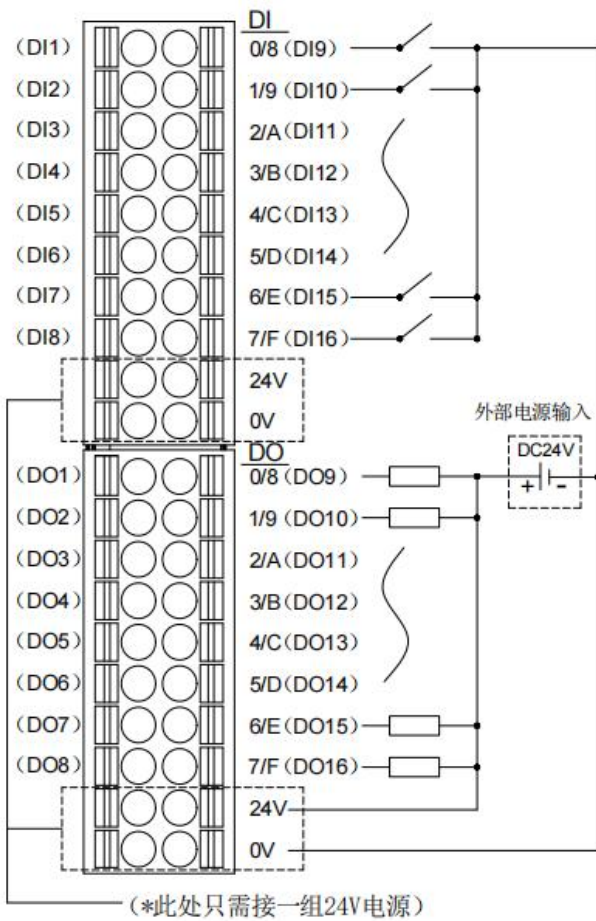 DI
(DI1) 0/8 (DI9)
(DI2) 1/9 (DI10)
(DI3) 2/A (DI11)
(DI4) 3/B (DI12)
(DI5) 4/C (DI13)
(DI6) 5/D (DI14)
(DI7) 6/E (DI15)
(DI8) 7/F (DI16)
24V
0V
外部电源输入
DC24V
+ -
DO
(DO1) 0/8 (DO9)
(DO2) 1/9 (DO10)
(DO3) 2/A (DO11)
(DO4) 3/B (DO12)
(DO5) 4/C (DO13)
(DO6) 5/D (DO14)
(DO7) 6/E (DO15)
(DO8) 7/F (DO16)
24V
0V
(*此处只需接一组24V电源)